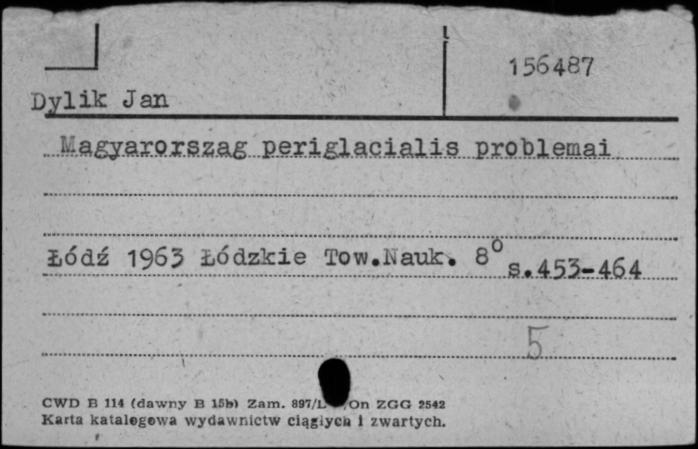 156487
Dylik Jan
Magyarorszag periglacialis problemai
Łódź 1963 Łódzkie Tow.Nauk. 8° s.453-464
5
CWD B 114 (dawny B 15b) Zam. 897/L /On ZGG 2542
Karta katalogowa wydawnictw ciągłych i zwartych.